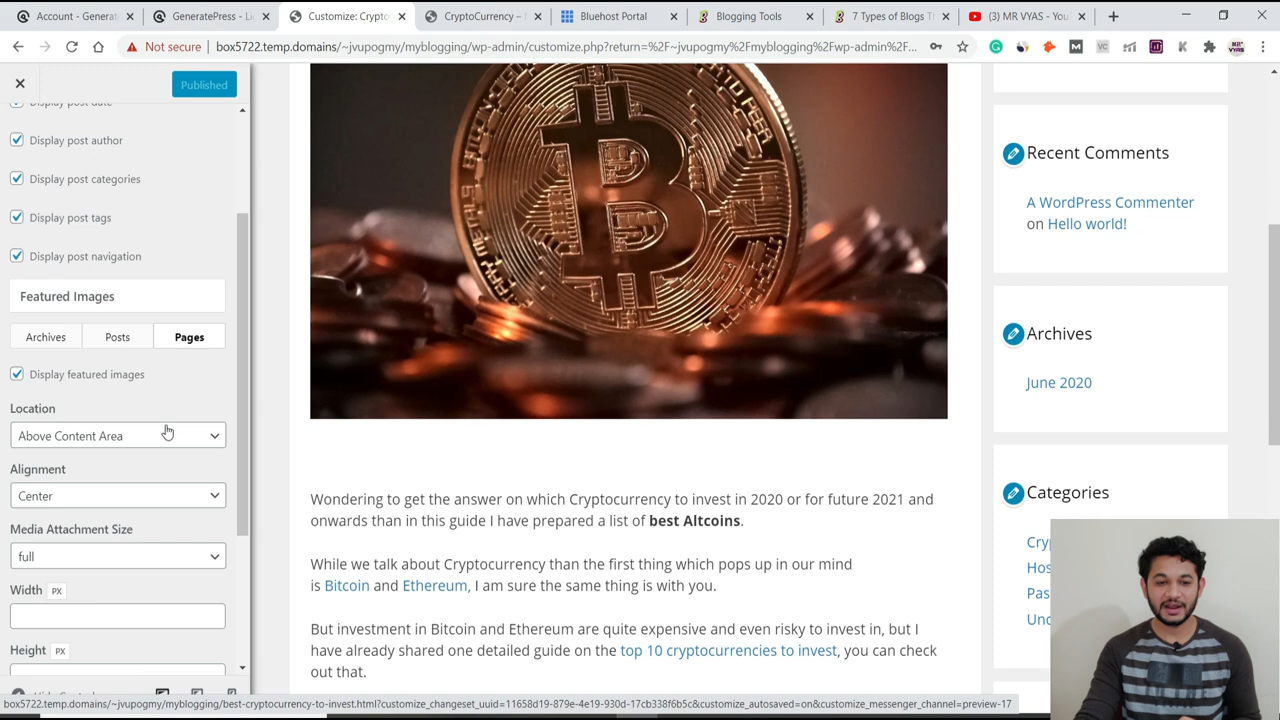 Account - Generat
GeneratePress - Li
Customize: Crypto
CryptoCurrency –
Bluehost Portal
Blogging Tools
7 Types of Blogs Th
(3) MR VYAS - You
Not secure
box5722.temp.domains/~jvupogmy/myblogging/wp-admin/customize.php?return=%2F~jvupogmy%2Fmyblogging%2Fwp-admin%2F...
Published
Display post date
Display post author
Display post categories
Display post tags
Display post navigation
Featured Images
Archives
Posts
Pages
Display featured images
Location
Above Content Area
Alignment
Center
Media Attachment Size
full
Width PX
Height PX
Wondering to get the answer on which Cryptocurrency to invest in 2020 or for future 2021 and
onwards than in this guide I have prepared a list of best Altcoins.
While we talk about Cryptocurrency than the first thing which pops up in our mind
is Bitcoin and Ethereum, I am sure the same thing is with you.
But investment in Bitcoin and Ethereum are quite expensive and even risky to invest in, but I
have already shared one detailed guide on the top 10 cryptocurrencies to invest, you can check
out that.
Recent Comments
A WordPress Commenter
on Hello world!
Archives
June 2020
Categories
Cry
Hos
Pas
Unc
box5722.temp.domains/~jvupogmy/myblogging/best-cryptocurrency-to-invest.html?customize_changeset_uuid=11658d19-879e-4e19-930d-17cb338f6b5c&customize_autosaved=on&customize_messenger_channel=preview-17